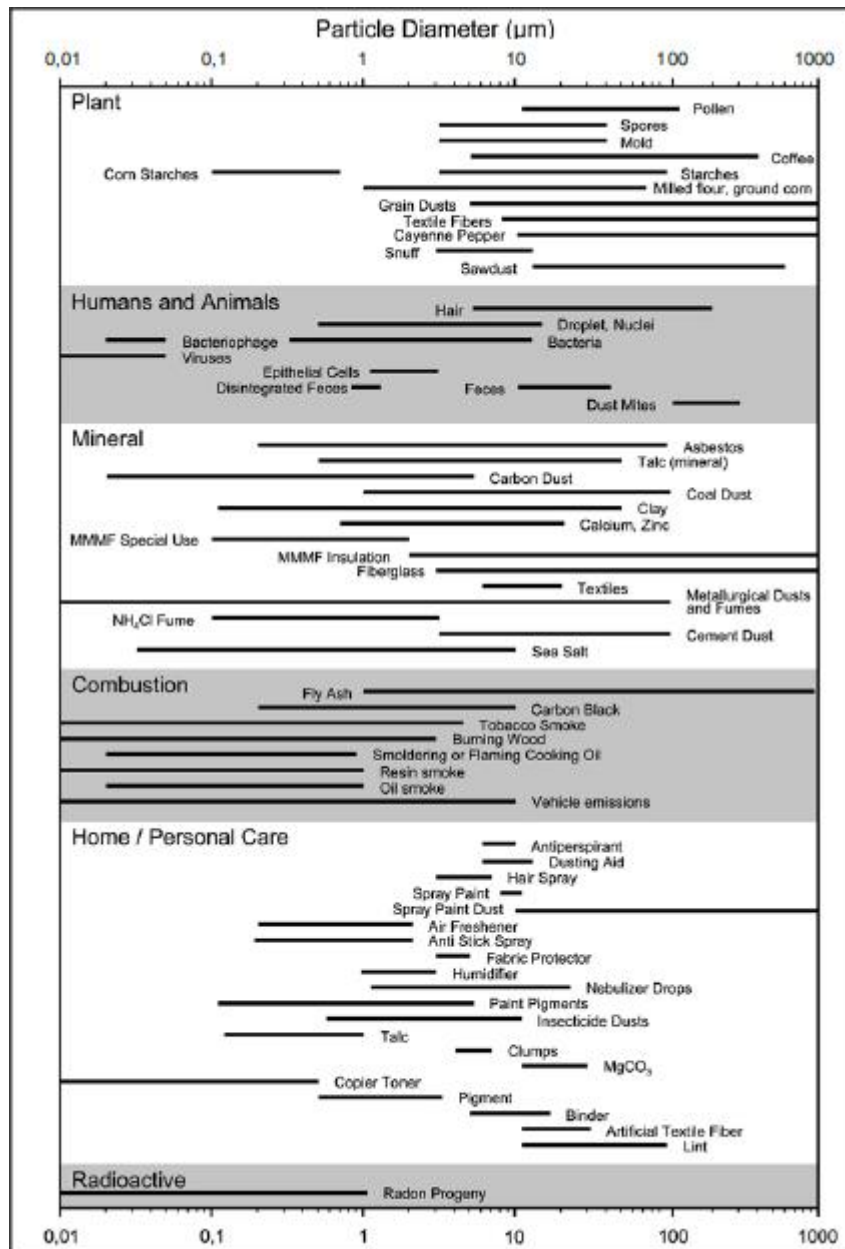 Particle Diameter (µm)
0,01 0,1 1 10 100 1000
Plant
Pollen
Spores
Mold
Coffee
Corn Starches Starches
Milled flour, ground corn
Grain Dusts
Textile Fibers
Cayenne Pepper
Snuff
Sawdust
Humans and Animals
Hair
Droplet, Nuclei
Bacteriophage Bacteria
Viruses
Epithelial Cells
Disintegrated Feces Feces
Dust Mites
Mineral
Asbestos
Talc (mineral)
Carbon Dust
Coal Dust
Clay
Calcium, Zinc
MMMF Special Use
MMMF Insulation
Fiberglass
Textiles
Metallurgical Dusts
and Fumes
NH₄Cl Fume
Cement Dust
Sea Salt
Combustion
Fly Ash
Carbon Black
Tobacco Smoke
Burning Wood
Smoldering or Flaming Cooking Oil
Resin smoke
Oil smoke
Vehicle emissions
Home / Personal Care
Antiperspirant
Dusting Aid
Hair Spray
Spray Paint
Spray Paint Dust
Air Freshener
Anti Stick Spray
Fabric Protector
Humidifier
Nebulizer Drops
Paint Pigments
Insecticide Dusts
Talc
Clumps
MgCO₃
Copier Toner
Pigment
Binder
Artificial Textile Fiber
Lint
Radioactive
Radon Progeny
0,01 0,1 1 10 100 1000